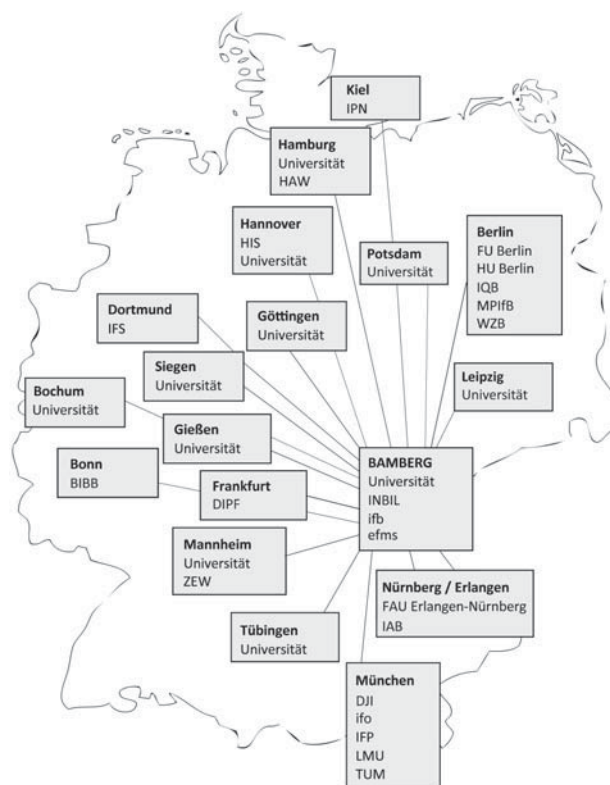 Kiel
IPN
Hamburg
Universität
HAW
Hannover
HIS
Universität
Potsdam
Universität
Berlin
FU Berlin
HU Berlin
IQB
MPIfB
WZB
Dortmund
IFS
Göttingen
Universität
Siegen
Universität
Leipzig
Universität
Bochum
Universität
Gießen
Universität
Bonn
BIBB
Frankfurt
DIPF
BAMBERG
Universität
INBIL
ifb
efms
Mannheim
Universität
ZEW
Nürnberg / Erlangen
FAU Erlangen-Nürnberg
IAB
Tübingen
Universität
München
DJI
ifo
IFP
LMU
TUM